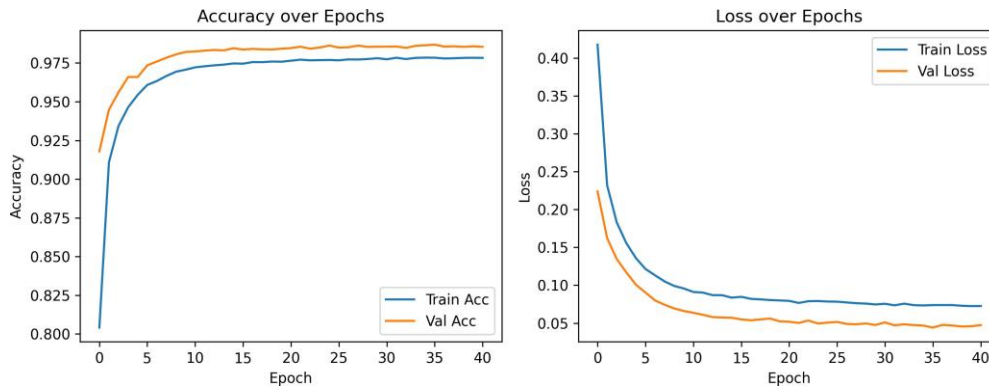 Accuracy over Epochs
0.975
0.950
0.925
0.900
0.875
0.850
0.825
0.800
Accuracy
0 5 10 15 20 25 30 35 40
Epoch
Train Acc
Val Acc
Loss over Epochs
0.40
0.35
0.30
0.25
0.20
0.15
0.10
0.05
Loss
0 5 10 15 20 25 30 35 40
Epoch
Train Loss
Val Loss